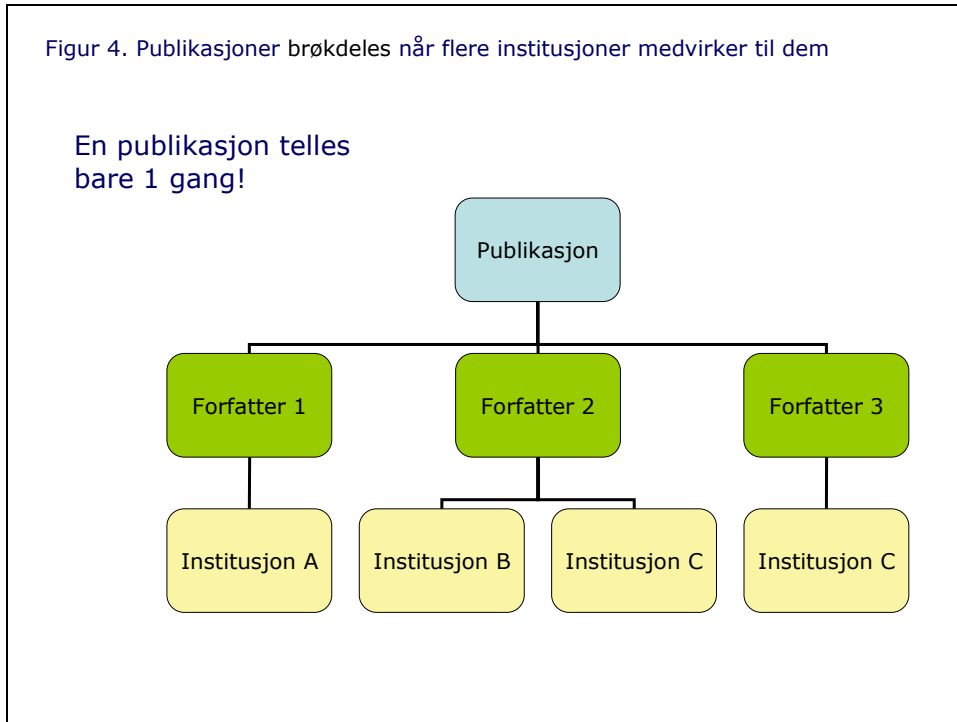 Figur 4. Publikasjoner brøkdeles når flere institusjoner medvirker til dem
En publikasjon telles
bare 1 gang!
Publikasjon
Forfatter 1
Forfatter 2
Forfatter 3
Institusjon A
Institusjon B
Institusjon C
Institusjon C